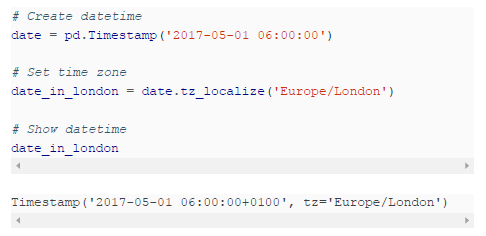 # Create datetime
date = pd.Timestamp('2017-05-01 06:00:00')
# Set time zone
date_in_london = date.tz_localize('Europe/London')
# Show datetime
date_in_london
Timestamp('2017-05-01 06:00:00+0100', tz='Europe/London')